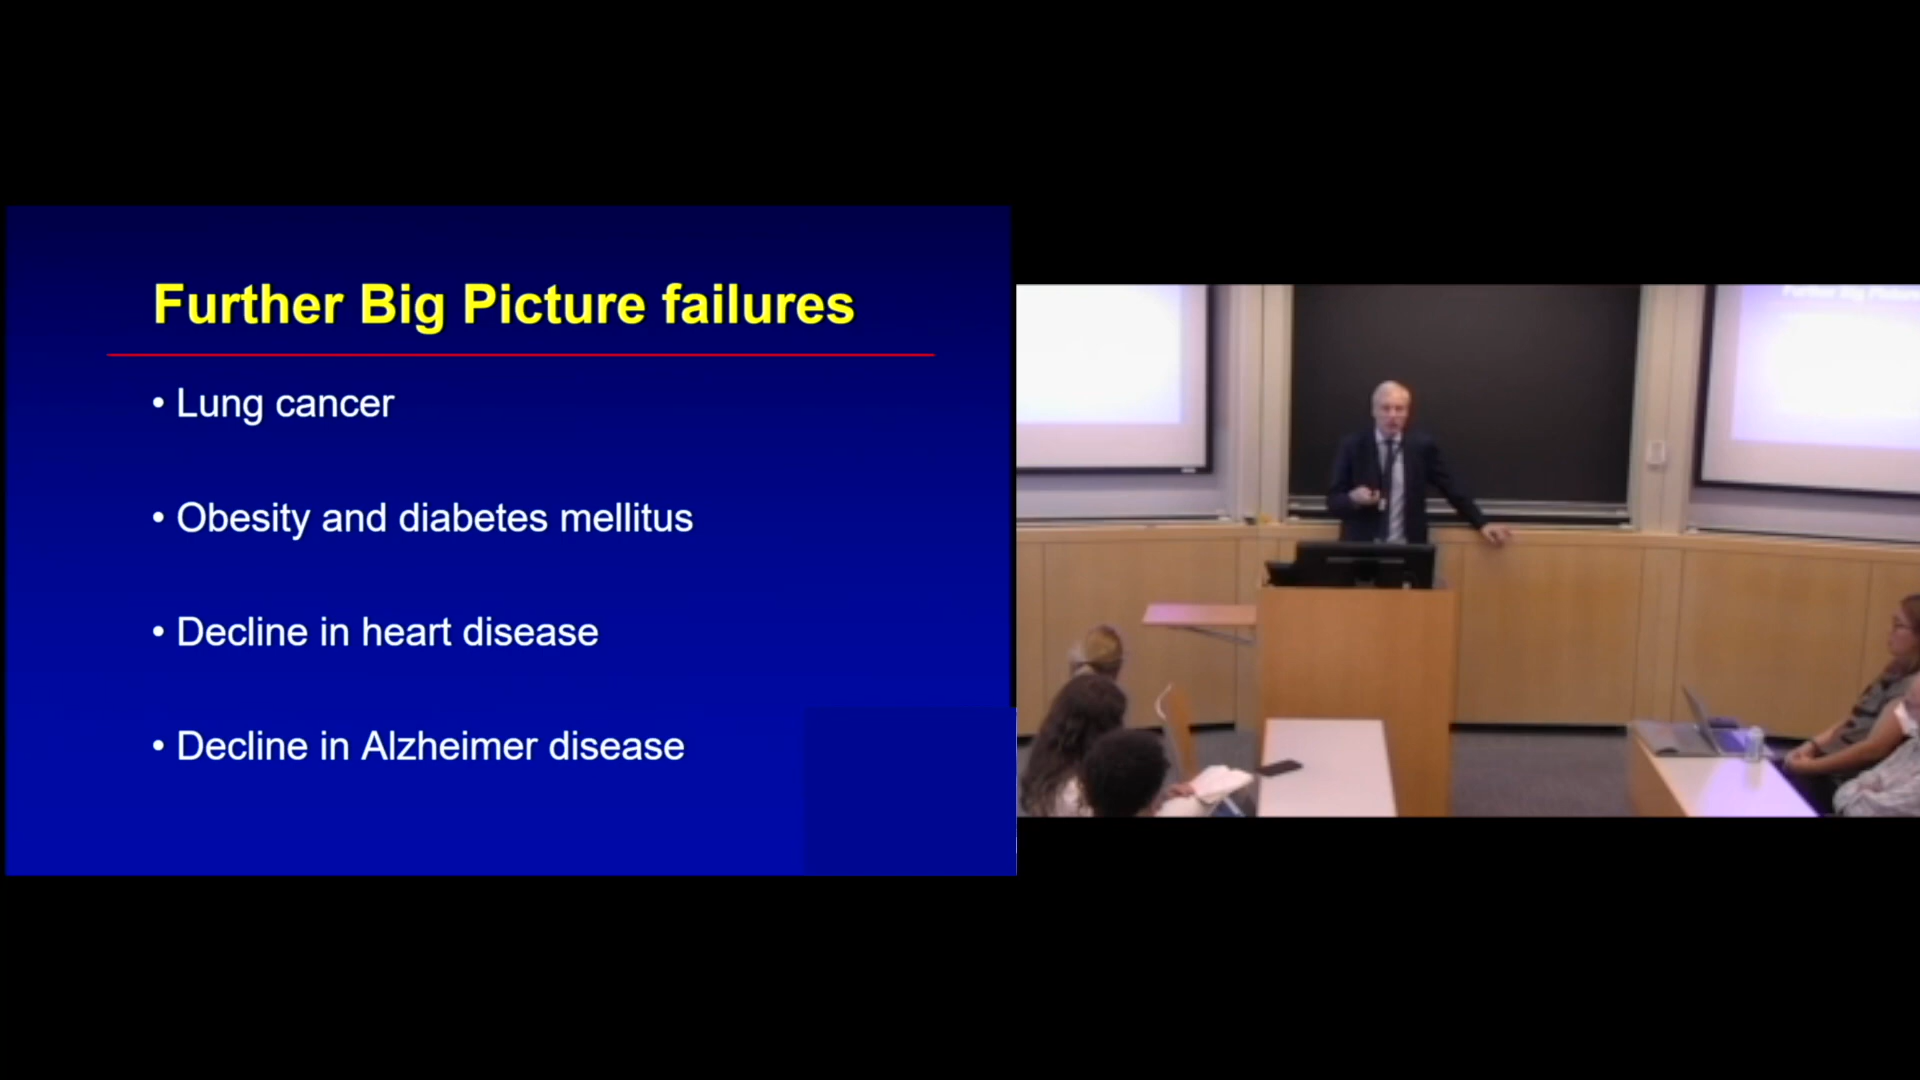 Further Big Picture failures
• Lung cancer
• Obesity and diabetes mellitus
• Decline in heart disease
• Decline in Alzheimer disease